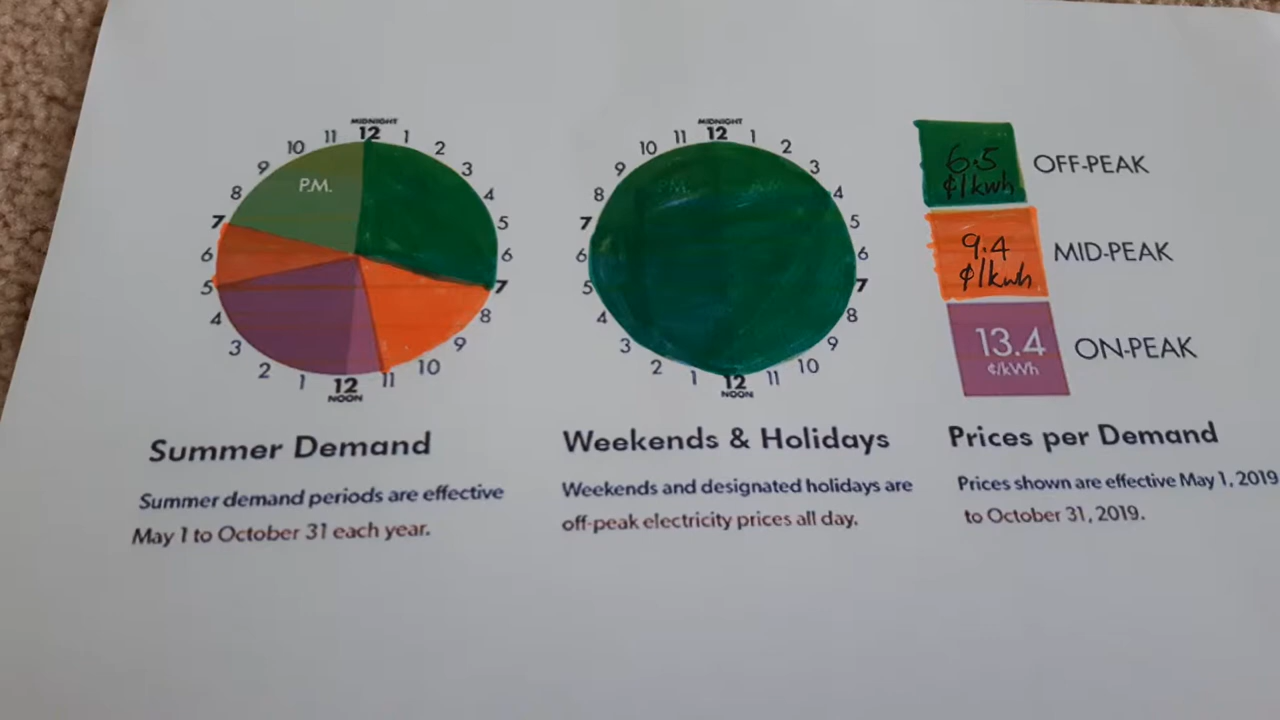 MIDNIGHT
12
1
2
3
4
5
6
7
8
9
10
11
12
NOON
1
2
3
4
5
6
7
8
9
10
11
P.M.
Summer Demand
Summer demand periods are effective
May 1 to October 31 each year.
MIDNIGHT
12
1
2
3
4
5
6
7
8
9
10
11
12
NOON
1
2
3
4
5
6
7
8
9
10
11
P.M. A.M.
Weekends & Holidays
Weekends and designated holidays are
off-peak electricity prices all day.
6.5
¢/kwh
OFF-PEAK
9.4
¢/kwh
MID-PEAK
13.4
¢/kWh
ON-PEAK
Prices per Demand
Prices shown are effective May 1, 2019
to October 31, 2019.